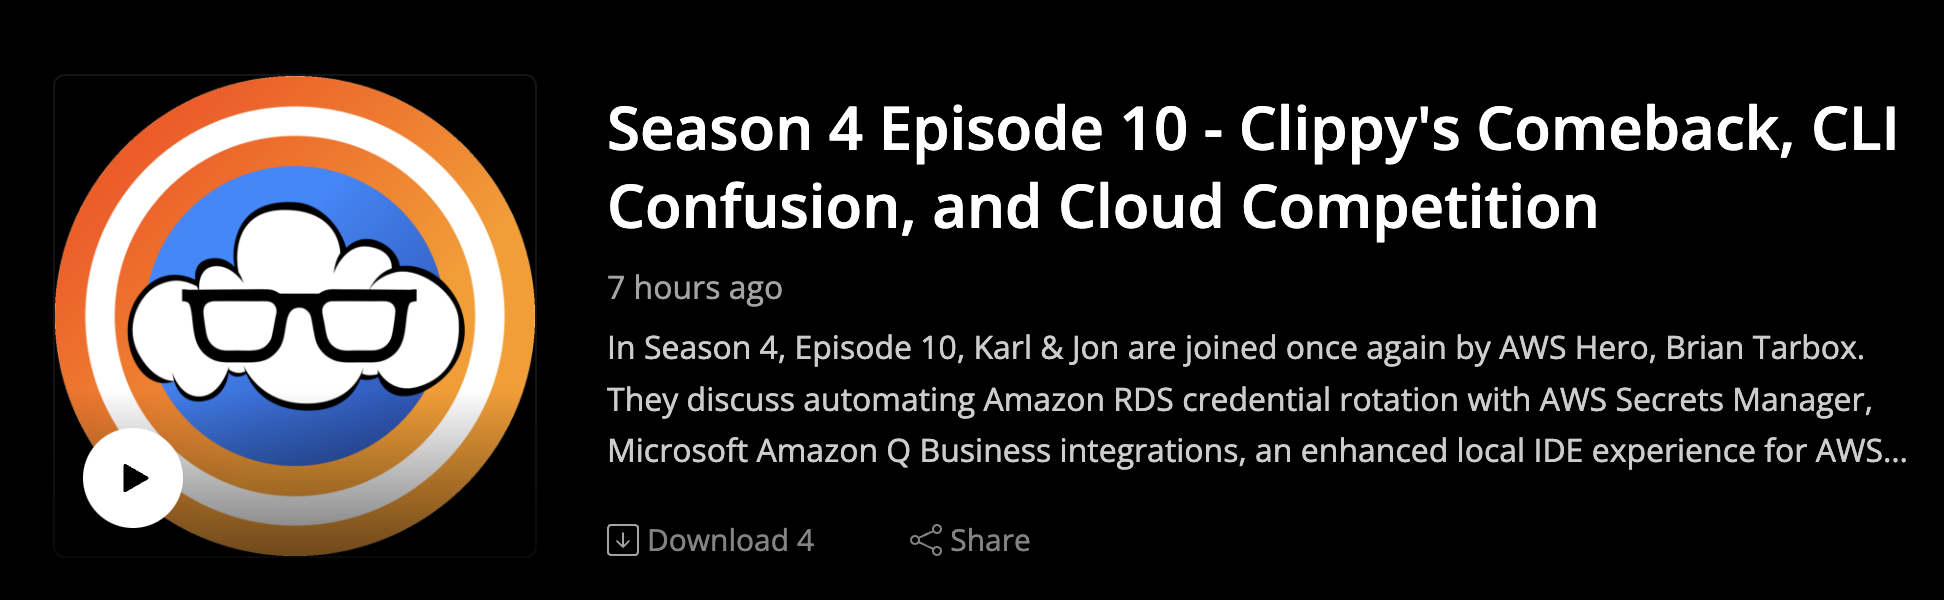 Season 4 Episode 10 - Clippy's Comeback, CLI
Confusion, and Cloud Competition
7 hours ago
In Season 4, Episode 10, Karl & Jon are joined once again by AWS Hero, Brian Tarbox.
They discuss automating Amazon RDS credential rotation with AWS Secrets Manager,
Microsoft Amazon Q Business integrations, an enhanced local IDE experience for AWS...
Download 4
Share